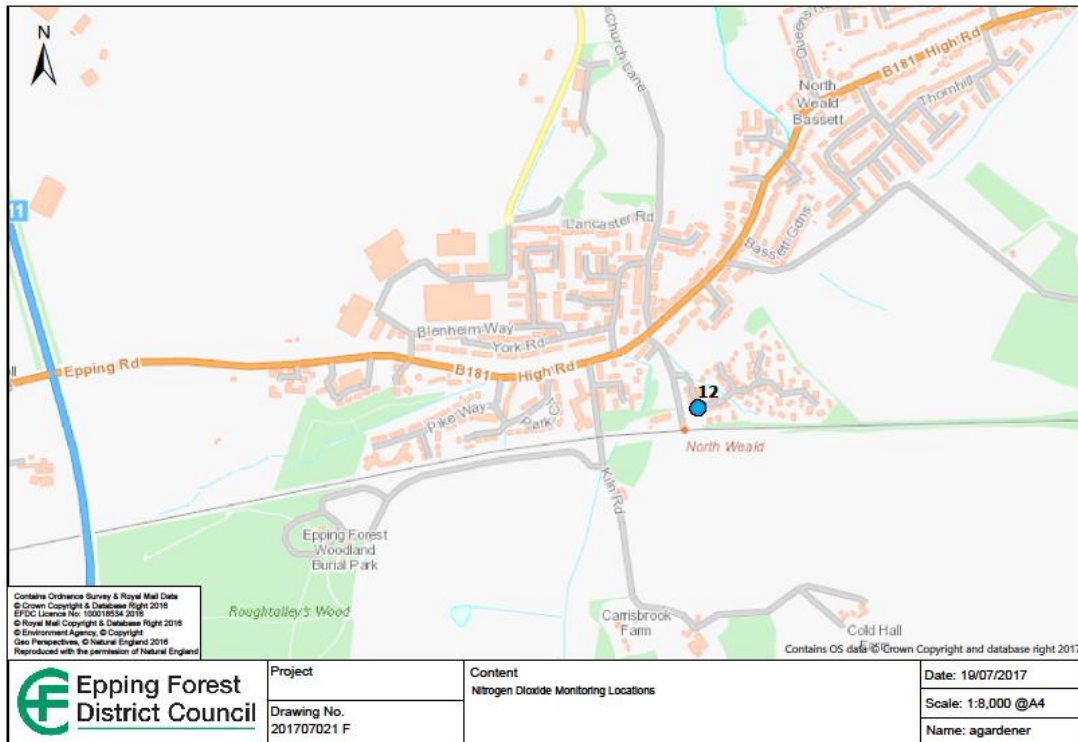 N
Church Lane
B181 High Rd
North
Weald
Bassett
Thornhill
Lancaster Rd
Bassett Gdns
Blenheim Way
York Rd
Epping Rd
B181 High Rd
12
Pike Way
Park Cl
North Weald
Kiln Rd
Epping Forest
Woodland
Burial Park
Roughtalley's Wood
Carrisbrook
Farm
Cold Hall
Contains Ordnance Survey & Royal Mail Data
© Crown Copyright & Database Right 2016
EFDC Licence No: 100018534 2016
© Royal Mail Copyright & Database Right 2016
© Environment Agency, © Copyright
Geo Perspectives, © Natural England 2016
Reproduced with the permission of Natural England
Contains OS data © Crown Copyright and database right 2017
Epping Forest
District Council
Project
Drawing No.
201707021 F
Content
Nitrogen Dioxide Monitoring Locations
Date: 19/07/2017
Scale: 1:8,000 @A4
Name: agardener